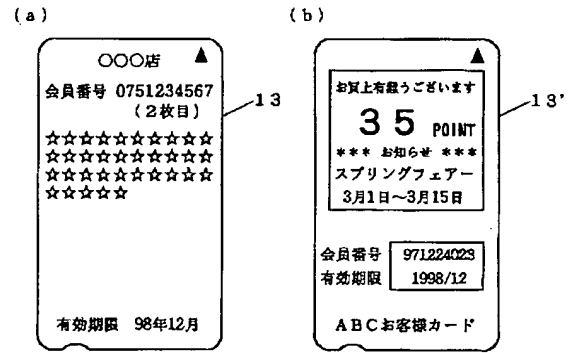 (a)
○○○店 ▲
会員番号 0751234567
(2枚目)
☆☆☆☆☆☆☆☆☆☆
☆☆☆☆☆☆☆☆☆☆
☆☆☆☆☆☆☆☆☆☆
☆☆☆☆☆
有効期限 98年12月
13
(b)
▲
お買上有難うございます
35 POINT
*** お知らせ ***
スプリングフェアー
3月1日～3月15日
会員番号 971224023
有効期限 1998/12
ABCお客様カード
13'